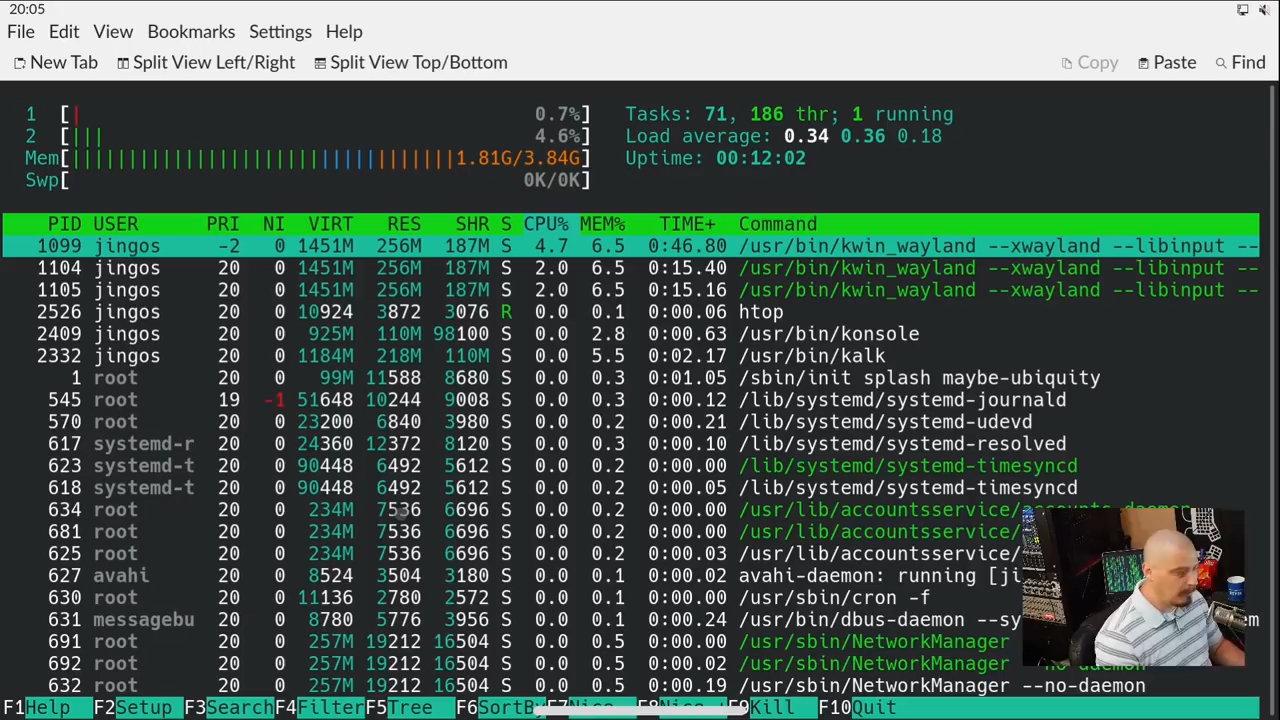 20:05
File Edit View Bookmarks Settings Help
New Tab Split View Left/Right Split View Top/Bottom Copy Paste Find
1 [| 0.7%] Tasks: 71, 186 thr; 1 running
2 [||| 4.6%] Load average: 0.34 0.36 0.18
Mem[||||||||||||||||||||||||||||||||||1.81G/3.84G] Uptime: 00:12:02
Swp[ 0K/0K]
PID USER PRI NI VIRT RES SHR S CPU% MEM% TIME+ Command
1099 jingos -2 0 1451M 256M 187M S 4.7 6.5 0:46.80 /usr/bin/kwin_wayland --xwayland --libinput --
1104 jingos 20 0 1451M 256M 187M S 2.0 6.5 0:15.40 /usr/bin/kwin_wayland --xwayland --libinput --
1105 jingos 20 0 1451M 256M 187M S 2.0 6.5 0:15.16 /usr/bin/kwin_wayland --xwayland --libinput --
2526 jingos 20 0 10924 3872 3076 R 0.0 0.1 0:00.06 htop
2409 jingos 20 0 925M 110M 98100 S 0.0 2.8 0:00.63 /usr/bin/konsole
2332 jingos 20 0 1184M 218M 110M S 0.0 5.5 0:02.17 /usr/bin/kalk
1 root 20 0 99M 11588 8680 S 0.0 0.3 0:01.05 /sbin/init splash maybe-ubiquity
545 root 19 -1 51648 10244 9008 S 0.0 0.3 0:00.12 /lib/systemd/systemd-journald
570 root 20 0 23200 6840 3980 S 0.0 0.2 0:00.21 /lib/systemd/systemd-udevd
617 systemd-r 20 0 24360 12372 8120 S 0.0 0.3 0:00.10 /lib/systemd/systemd-resolved
623 systemd-t 20 0 90448 6492 5612 S 0.0 0.2 0:00.00 /lib/systemd/systemd-timesyncd
618 systemd-t 20 0 90448 6492 5612 S 0.0 0.2 0:00.05 /lib/systemd/systemd-timesyncd
634 root 20 0 234M 7536 6696 S 0.0 0.2 0:00.00 /usr/lib/accountsservice/accounts-daemon
681 root 20 0 234M 7536 6696 S 0.0 0.2 0:00.00 /usr/lib/accountsservice/
625 root 20 0 234M 7536 6696 S 0.0 0.2 0:00.03 /usr/lib/accountsservice/
627 avahi 20 0 8524 3504 3180 S 0.0 0.1 0:00.02 avahi-daemon: running [ji
630 root 20 0 11136 2780 2572 S 0.0 0.1 0:00.00 /usr/sbin/cron -f
631 messagebu 20 0 8780 5776 3956 S 0.0 0.1 0:00.24 /usr/bin/dbus-daemon --sy em
691 root 20 0 257M 19212 16504 S 0.0 0.5 0:00.00 /usr/sbin/NetworkManager
692 root 20 0 257M 19212 16504 S 0.0 0.5 0:00.02 /usr/sbin/NetworkManager --no-daemon
632 root 20 0 257M 19212 16504 S 0.0 0.5 0:00.19 /usr/sbin/NetworkManager --no-daemon
F1Help F2Setup F3Search F4Filter F5Tree F6SortBy F7Nice - F8Nice + F9Kill F10Quit